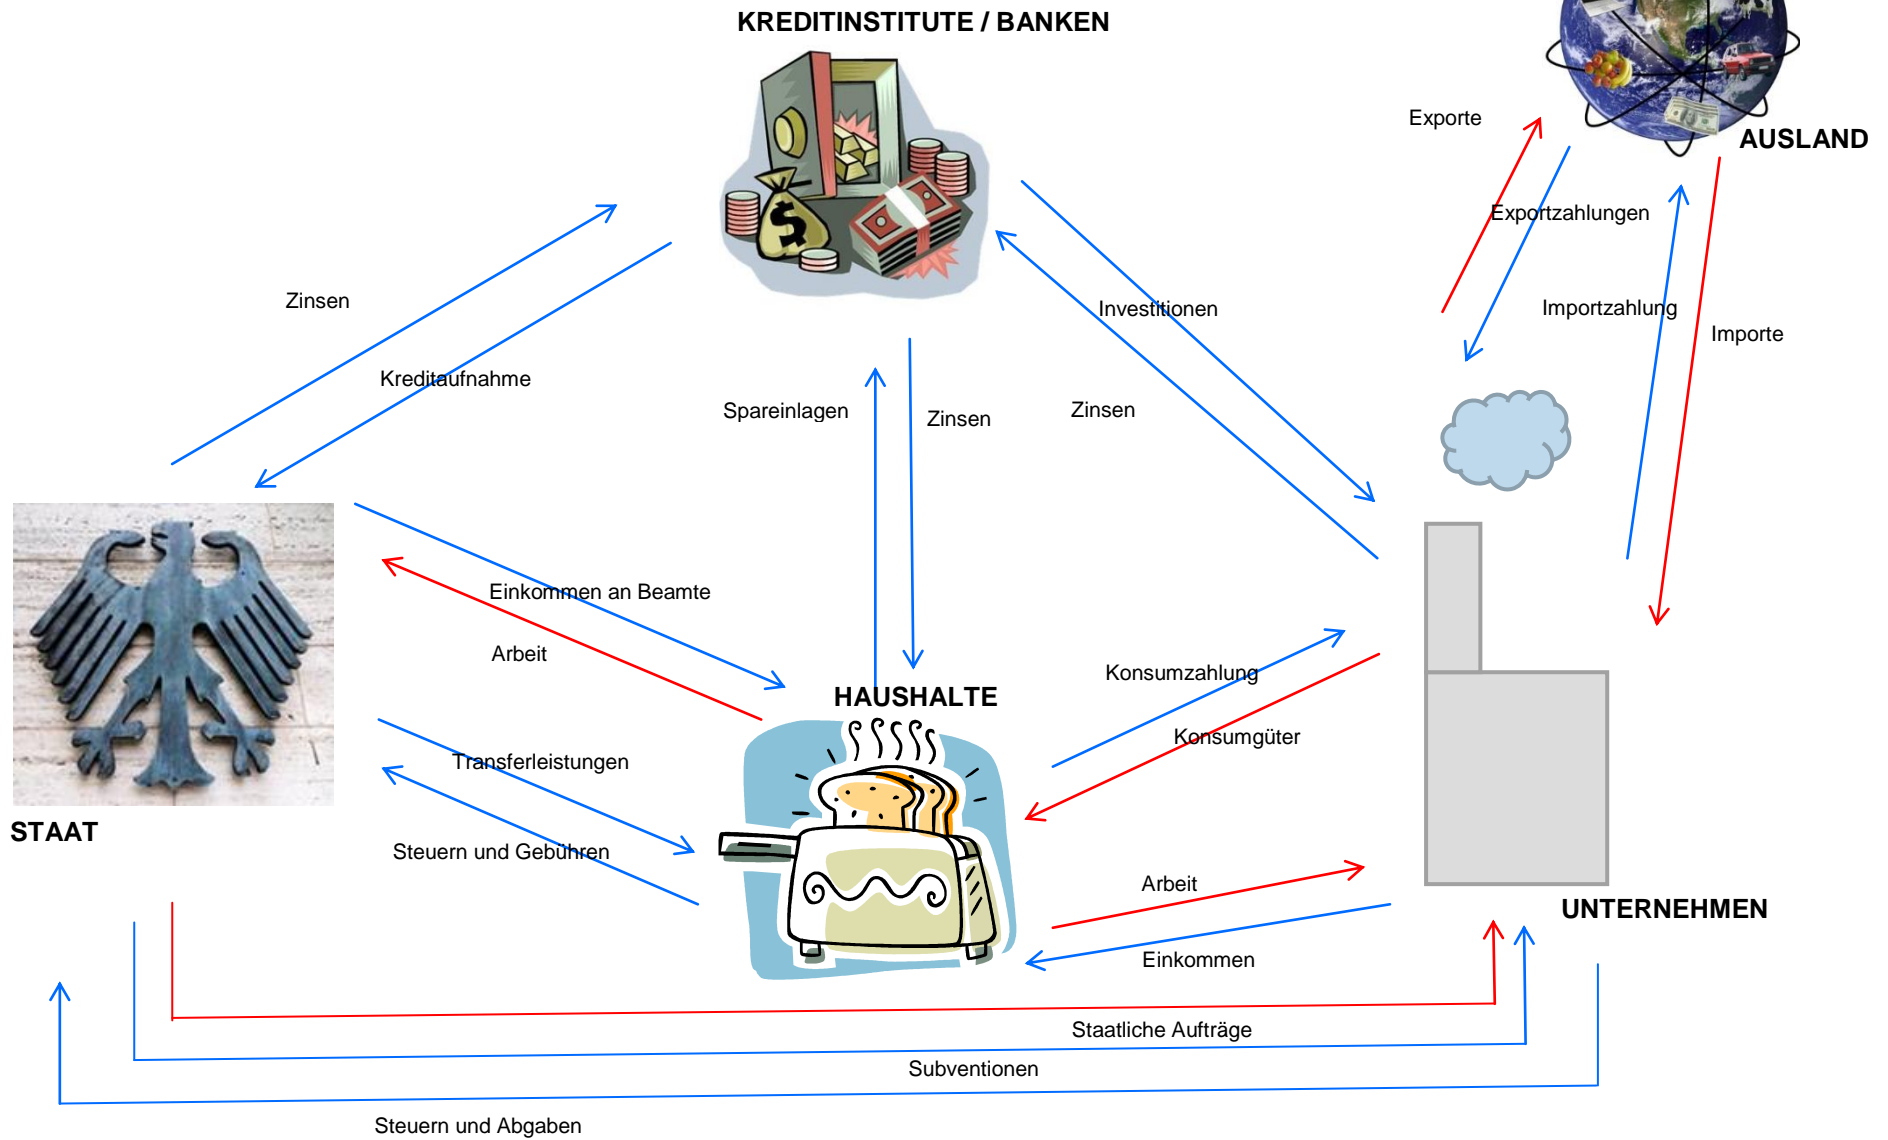 KREDITINSTITUTE / BANKEN
Exporte
AUSLAND
Exportzahlungen
Zinsen
Investitionen
Importzahlung
Importe
Kreditaufnahme
Spareinlagen
Zinsen
Zinsen
Einkommen an Beamte
Arbeit
Konsumzahlung
HAUSHALTE
Konsumgüter
Transferleistungen
STAAT
Steuern und Gebühren
Arbeit
UNTERNEHMEN
Einkommen
Staatliche Aufträge
Subventionen
Steuern und Abgaben
$